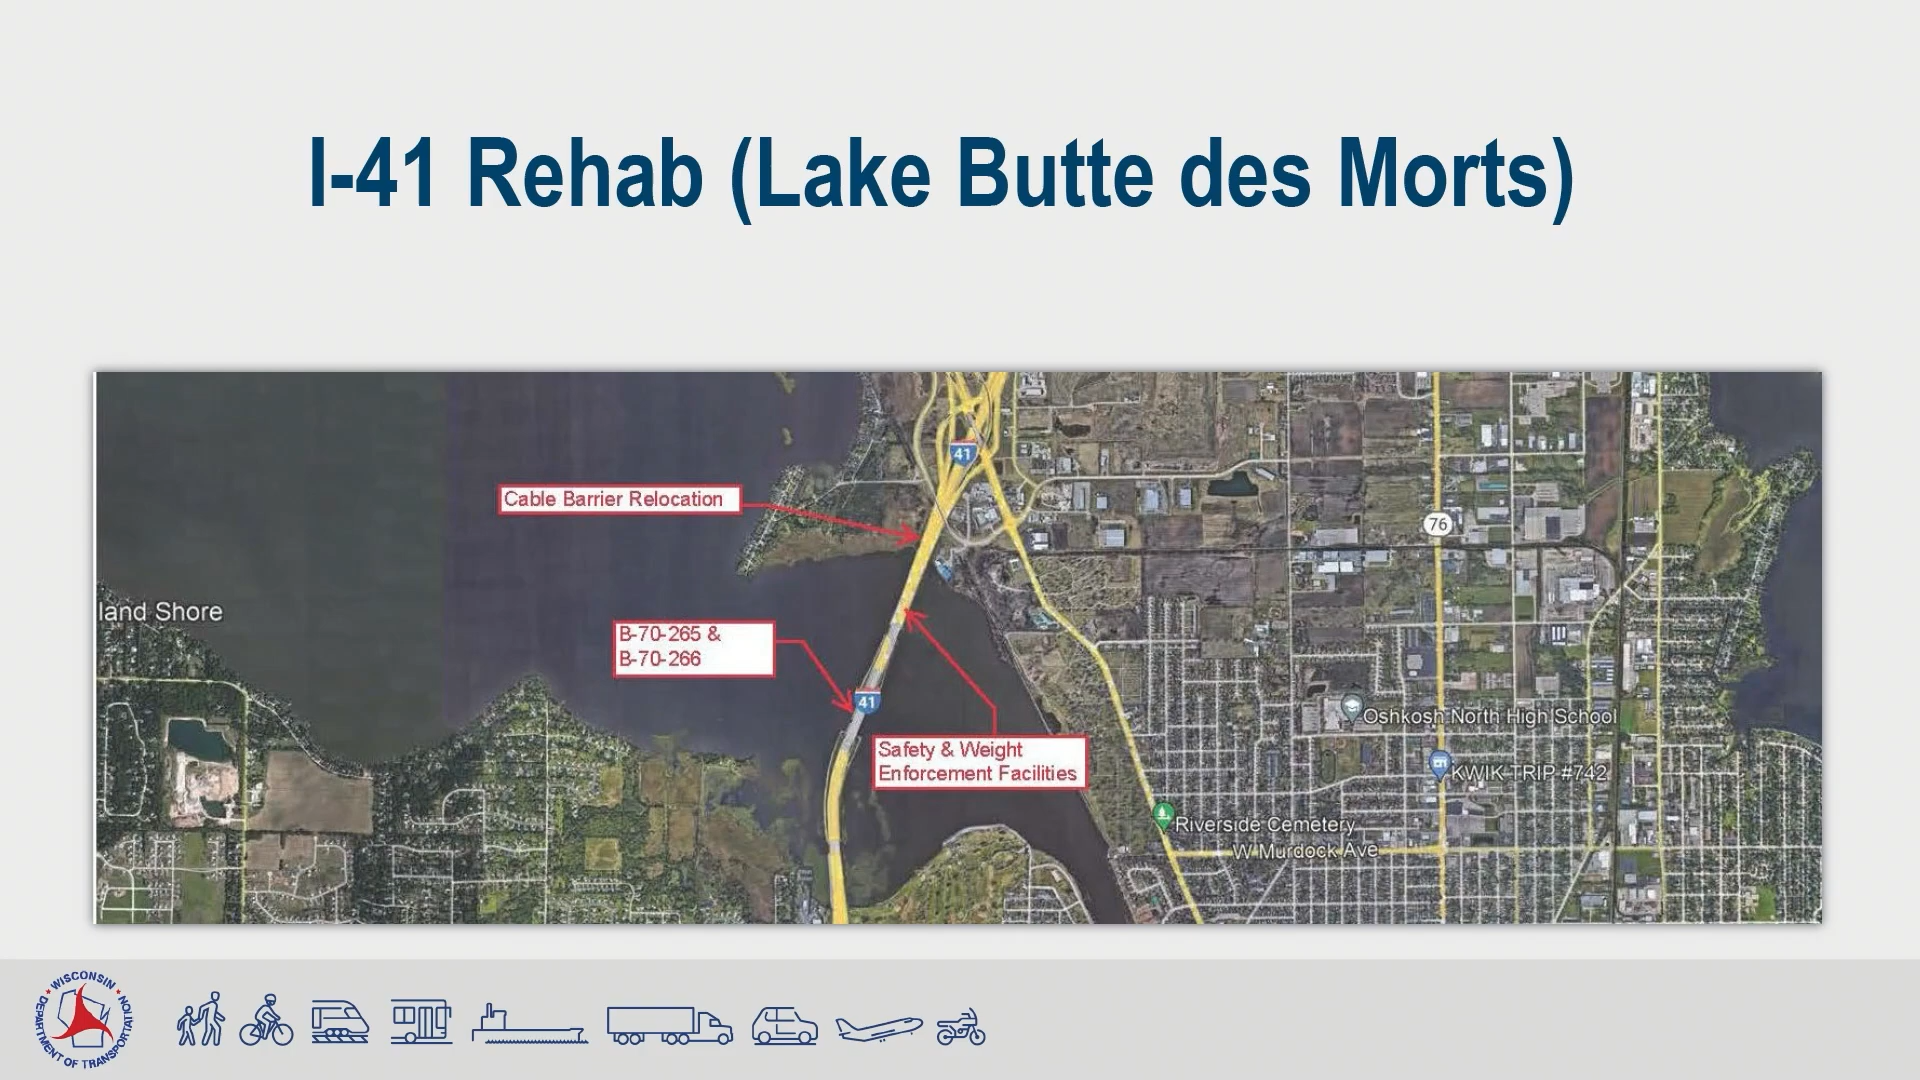 I-41 Rehab (Lake Butte des Morts)
41
Cable Barrier Relocation
76
land Shore
B-70-265 &
B-70-266
41
Oshkosh North High School
Safety & Weight
Enforcement Facilities
KWIK TRIP #742
Riverside Cemetery
W Murdock Ave
WISCONSIN
DEPARTMENT OF TRANSPORTATION